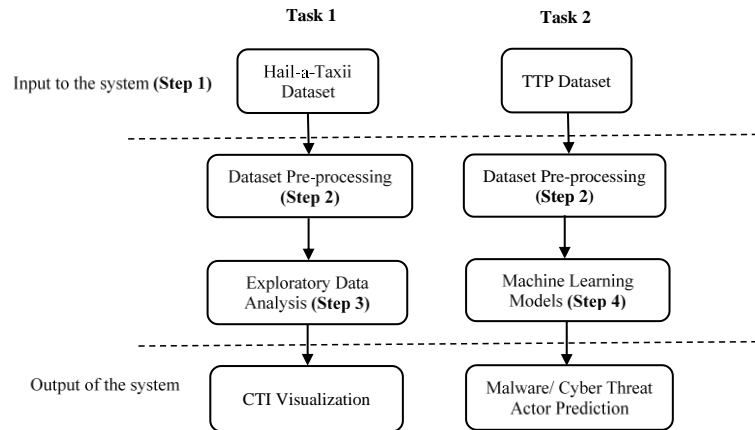 Task 1
Task 2
Input to the system (Step 1)
Hail-a-Taxii
Dataset
TTP Dataset
Dataset Pre-processing
(Step 2)
Dataset Pre-processing
(Step 2)
Exploratory Data
Analysis (Step 3)
Machine Learning
Models (Step 4)
Output of the system
CTI Visualization
Malware/ Cyber Threat
Actor Prediction